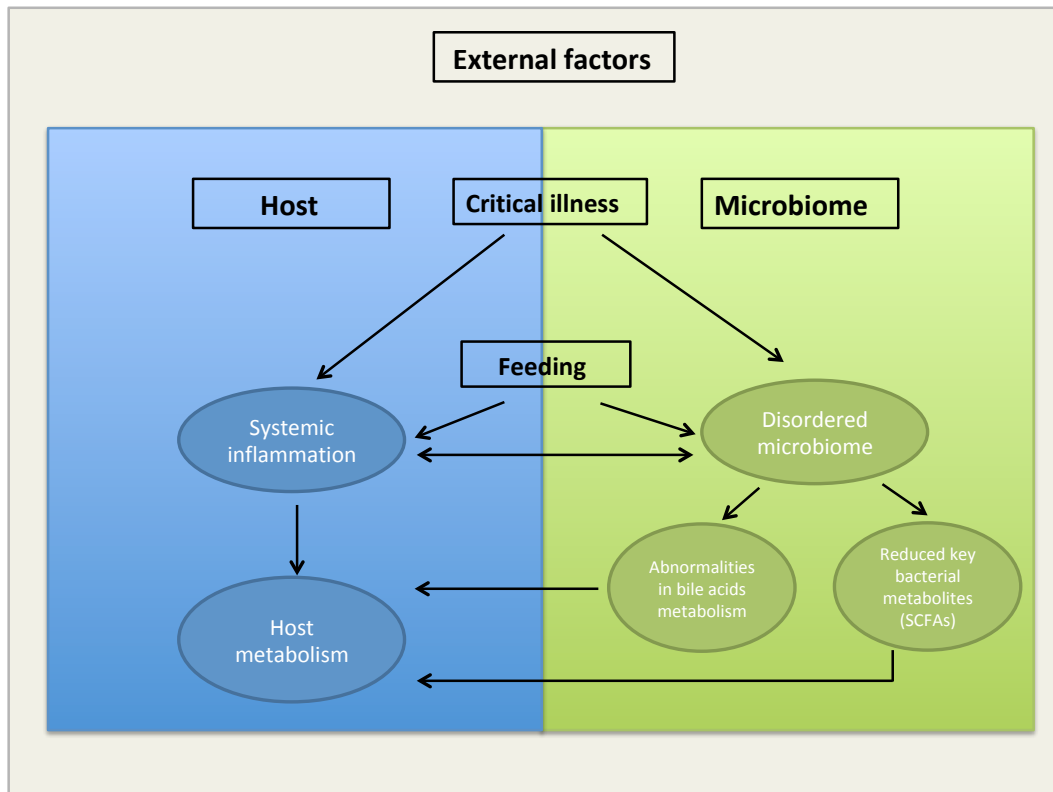 External factors
Host
Critical illness
Microbiome
Feeding
Systemic
inflammation
Disordered
microbiome
Abnormalities
in bile acids
metabolism
Reduced key
bacterial
metabolites
(SCFAs)
Host
metabolism